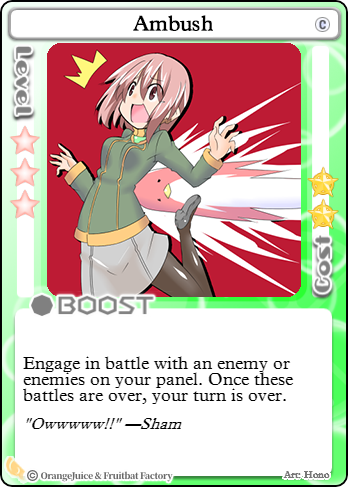 Ambush
C
Level
Cost
BOOST
Engage in battle with an enemy or
enemies on your panel. Once these
battles are over, your turn is over.
"Owwwww!!" —Sham
© OrangeJuice & Fruitbat Factory
Art: Hono